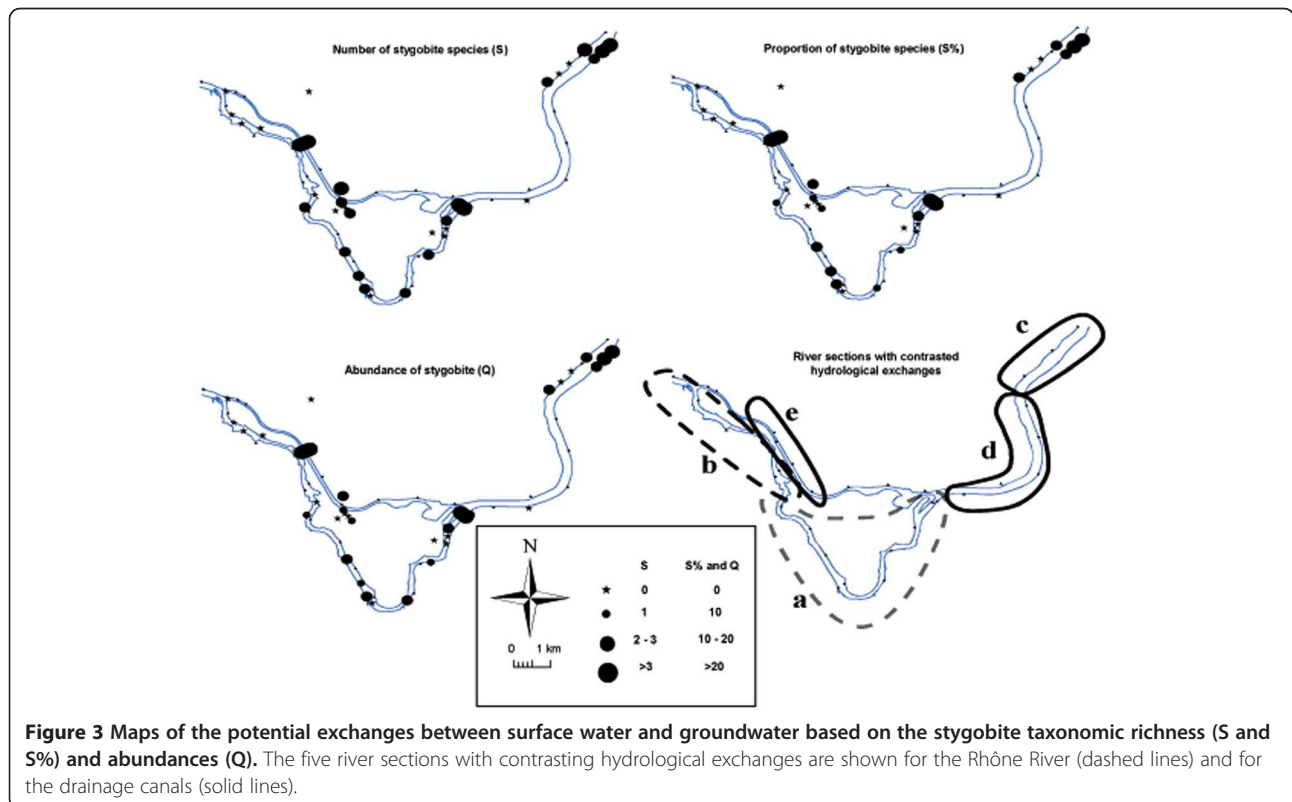 Number of stygobite species (S)
Proportion of stygobite species (S%)
Abundance of stygobite (Q)
River sections with contrasted
hydrological exchanges
c
e
d
b
a
N
0 1 km
S S% and Q
0 0
1 10
2 - 3 10 - 20
>3 >20
Figure 3 Maps of the potential exchanges between surface water and groundwater based on the stygobite taxonomic richness (S and
S%) and abundances (Q). The five river sections with contrasting hydrological exchanges are shown for the Rhône River (dashed lines) and for
the drainage canals (solid lines).